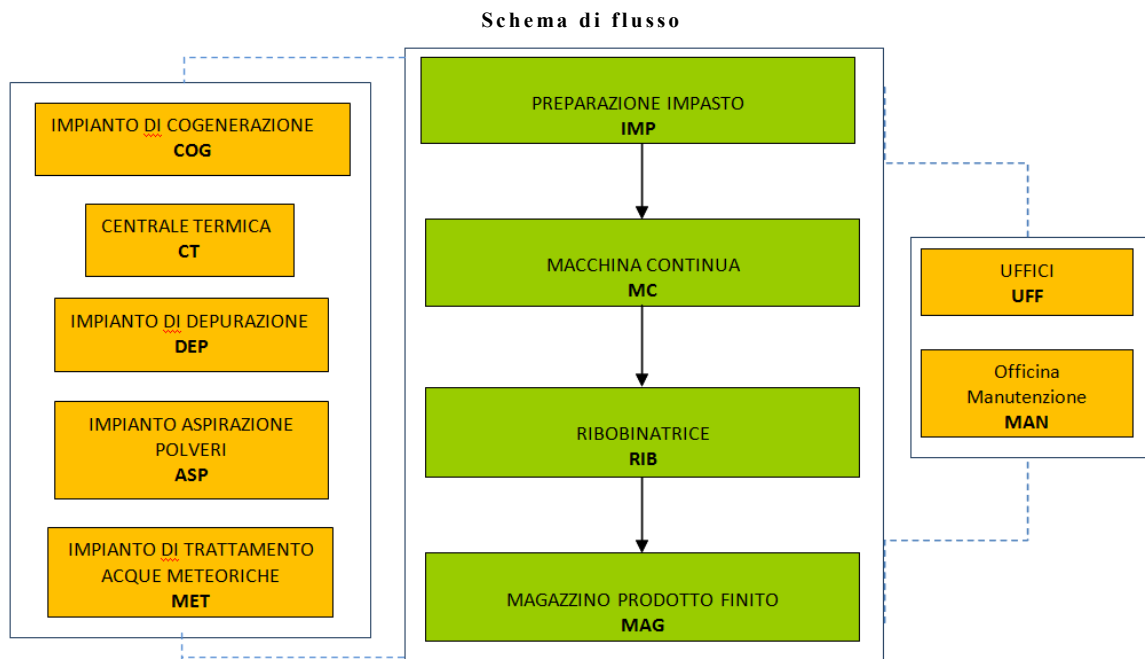 Schema di flusso
IMPIANTO DI COGENERAZIONE
COG
CENTRALE TERMICA
CT
IMPIANTO DI DEPURAZIONE
DEP
IMPIANTO ASPIRAZIONE
POLVERI
ASP
IMPIANTO DI TRATTAMENTO
ACQUE METEORICHE
MET
PREPARAZIONE IMPASTO
IMP
MACCHINA CONTINUA
MC
RIBOBINATRICE
RIB
MAGAZZINO PRODOTTO FINITO
MAG
UFFICI
UFF
Officina
Manutenzione
MAN